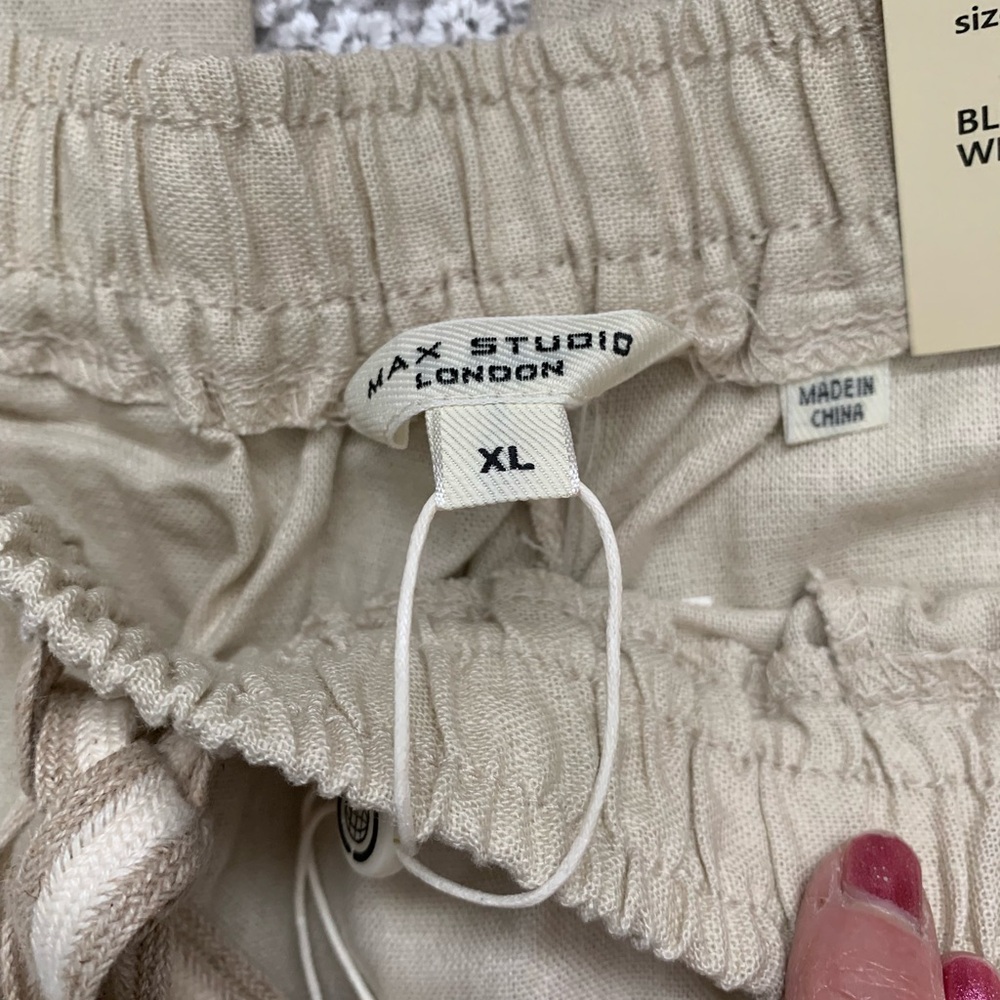 MAX STUDIO
LONDON
XL
MADE IN
CHINA